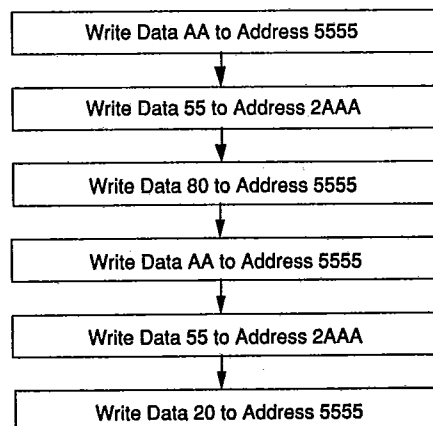 Write Data AA to Address 5555
Write Data 55 to Address 2AAA
Write Data 80 to Address 5555
Write Data AA to Address 5555
Write Data 55 to Address 2AAA
Write Data 20 to Address 5555